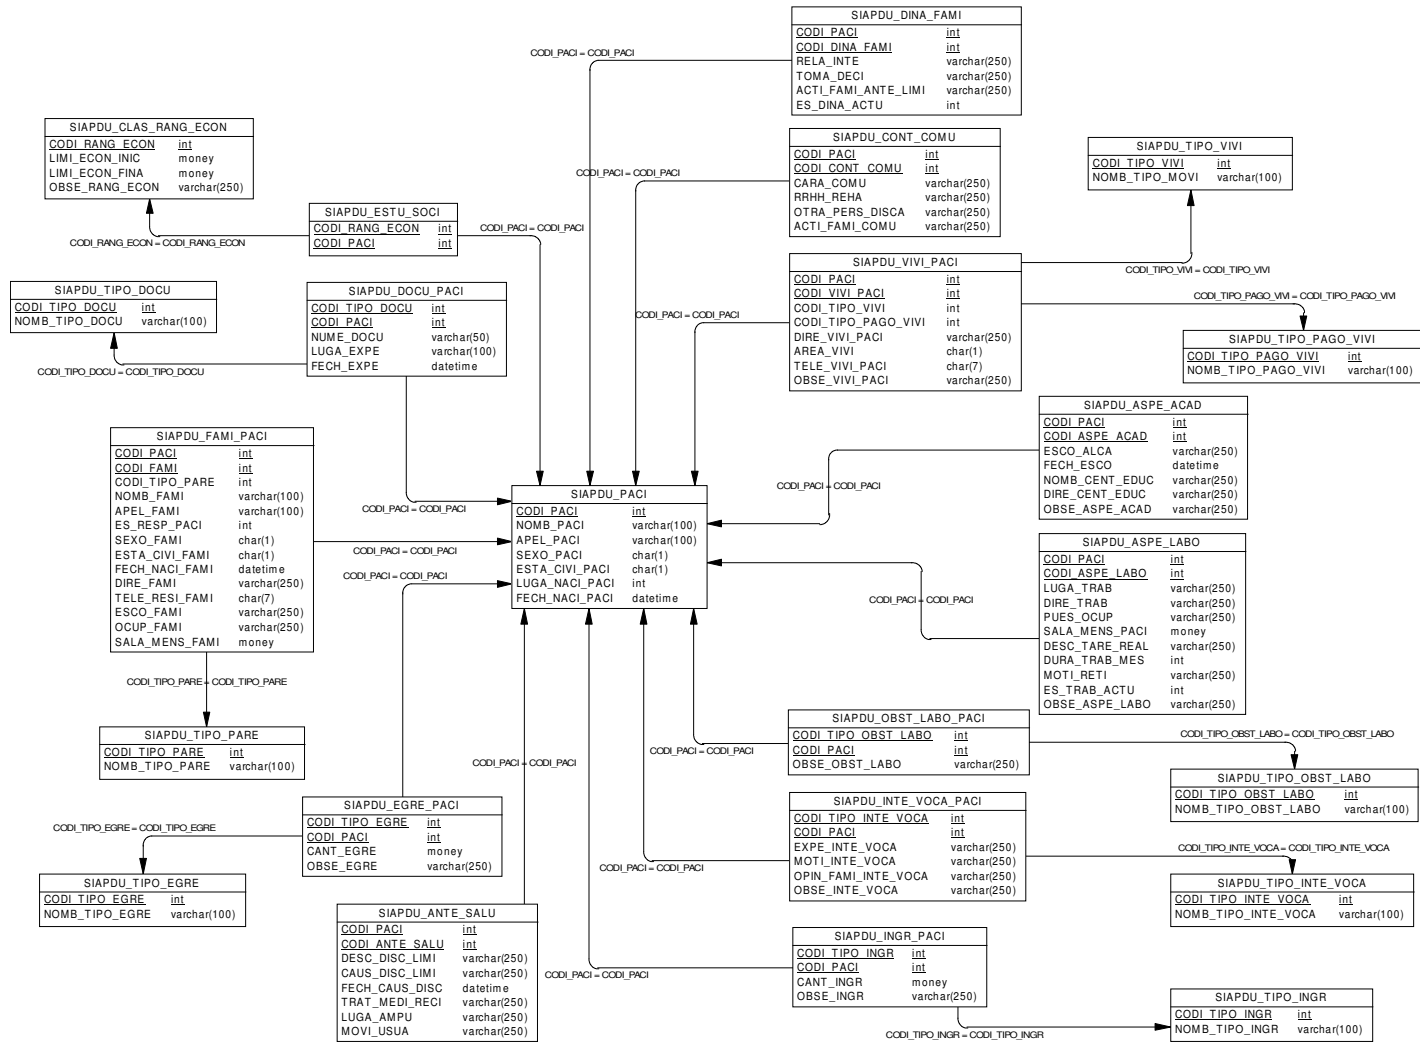 SIAPDU_DINA_FAMI
CODI_PACI int
CODI_DINA_FAMI int
RELA_INTE varchar(250)
TOMA_DECI varchar(250)
ACTI_FAMI_ANTE_LIMI varchar(250)
ES_DINA_ACTU int
CODI_PACI = CODI_PACI
SIAPDU_CLAS_RANG_ECON
CODI_RANG_ECON int
LIMI_ECON_INIC money
LIMI_ECON_FINA money
OBSE_RANG_ECON varchar(250)
CODI_RANG_ECON = CODI_RANG_ECON
SIAPDU_ESTU_SOCI
CODI_RANG_ECON int
CODI_PACI int
CODI_PACI = CODI_PACI
SIAPDU_CONT_COMU
CODI_PACI int
CODI_CONT_COMU int
CARA_COMU varchar(250)
RRHH_REHA varchar(250)
OTRA_PERS_DISCA varchar(250)
ACTI_FAMI_COMU varchar(250)
CODI_PACI = CODI_PACI
SIAPDU_TIPO_VIVI
CODI_TIPO_VIVI int
NOMB_TIPO_MOVI varchar(100)
CODI_TIPO_VIVI = CODI_TIPO_VIVI
SIAPDU_TIPO_DOCU
CODI_TIPO_DOCU int
NOMB_TIPO_DOCU varchar(100)
CODI_TIPO_DOCU = CODI_TIPO_DOCU
SIAPDU_DOCU_PACI
CODI_TIPO_DOCU int
CODI_PACI int
NUME_DOCU varchar(50)
LUGA_EXPE varchar(100)
FECH_EXPE datetime
CODI_PACI = CODI_PACI
SIAPDU_VIVI_PACI
CODI_PACI int
CODI_VIVI_PACI int
CODI_TIPO_VIVI int
CODI_TIPO_PAGO_VIVI int
DIRE_VIVI_PACI varchar(250)
AREA_VIVI char(1)
TELE_VIVI_PACI char(7)
OBSE_VIVI_PACI varchar(250)
CODI_PACI = CODI_PACI
CODI_TIPO_PAGO_VIVI = CODI_TIPO_PAGO_VIVI
SIAPDU_TIPO_PAGO_VIVI
CODI_TIPO_PAGO_VIVI int
NOMB_TIPO_PAGO_VIVI varchar(100)
SIAPDU_FAMI_PACI
CODI_PACI int
CODI_FAMI int
CODI_TIPO_PARE int
NOMB_FAMI varchar(100)
APEL_FAMI varchar(100)
ES_RESP_PACI int
SEXO_FAMI char(1)
ESTA_CIVI_FAMI char(1)
FECH_NACI_FAMI datetime
DIRE_FAMI varchar(250)
TELE_RESI_FAMI char(7)
ESCO_FAMI varchar(250)
OCUP_FAMI varchar(250)
SALA_MENS_FAMI money
CODI_PACI = CODI_PACI
CODI_TIPO_PARE = CODI_TIPO_PARE
SIAPDU_PACI
CODI_PACI int
NOMB_PACI varchar(100)
APEL_PACI varchar(100)
SEXO_PACI char(1)
ESTA_CIVI_PACI char(1)
LUGA_NACI_PACI int
FECH_NACI_PACI datetime
SIAPDU_ASPE_ACAD
CODI_PACI int
CODI_ASPE_ACAD int
ESCO_ALCA varchar(250)
FECH_ESCO datetime
NOMB_CENT_EDUC varchar(250)
DIRE_CENT_EDUC varchar(250)
OBSE_ASPE_ACAD varchar(250)
CODI_PACI = CODI_PACI
SIAPDU_ASPE_LABO
CODI_PACI int
CODI_ASPE_LABO int
LUGA_TRAB varchar(250)
DIRE_TRAB varchar(250)
PUES_OCUP varchar(250)
SALA_MENS_PACI money
DESC_TARE_REAL varchar(250)
DURA_TRAB_MES int
MOTI_RETI varchar(250)
ES_TRAB_ACTU int
OBSE_ASPE_LABO varchar(250)
CODI_PACI = CODI_PACI
SIAPDU_TIPO_PARE
CODI_TIPO_PARE int
NOMB_TIPO_PARE varchar(100)
SIAPDU_OBST_LABO_PACI
CODI_TIPO_OBST_LABO int
CODI_PACI int
OBSE_OBST_LABO varchar(250)
CODI_PACI = CODI_PACI
CODI_TIPO_OBST_LABO = CODI_TIPO_OBST_LABO
SIAPDU_TIPO_OBST_LABO
CODI_TIPO_OBST_LABO int
NOMB_TIPO_OBST_LABO varchar(100)
SIAPDU_EGRE_PACI
CODI_TIPO_EGRE int
CODI_PACI int
CANT_EGRE money
OBSE_EGRE varchar(250)
CODI_PACI = CODI_PACI
CODI_TIPO_EGRE = CODI_TIPO_EGRE
SIAPDU_TIPO_EGRE
CODI_TIPO_EGRE int
NOMB_TIPO_EGRE varchar(100)
SIAPDU_INTE_VOCA_PACI
CODI_TIPO_INTE_VOCA int
CODI_PACI int
EXPE_INTE_VOCA varchar(250)
MOTI_INTE_VOCA varchar(250)
OPIN_FAMI_INTE_VOCA varchar(250)
OBSE_INTE_VOCA varchar(250)
CODI_PACI = CODI_PACI
CODI_TIPO_INTE_VOCA = CODI_TIPO_INTE_VOCA
SIAPDU_TIPO_INTE_VOCA
CODI_TIPO_INTE_VOCA int
NOMB_TIPO_INTE_VOCA varchar(100)
SIAPDU_ANTE_SALU
CODI_PACI int
CODI_ANTE_SALU int
DESC_DISC_LIMI varchar(250)
CAUS_DISC_LIMI varchar(250)
FECH_CAUS_DISC datetime
TRAT_MEDI_RECI varchar(250)
LUGA_AMPU varchar(250)
MOVI_USUA varchar(250)
CODI_PACI = CODI_PACI
SIAPDU_INGR_PACI
CODI_TIPO_INGR int
CODI_PACI int
CANT_INGR money
OBSE_INGR varchar(250)
CODI_PACI = CODI_PACI
CODI_TIPO_INGR = CODI_TIPO_INGR
SIAPDU_TIPO_INGR
CODI_TIPO_INGR int
NOMB_TIPO_INGR varchar(100)